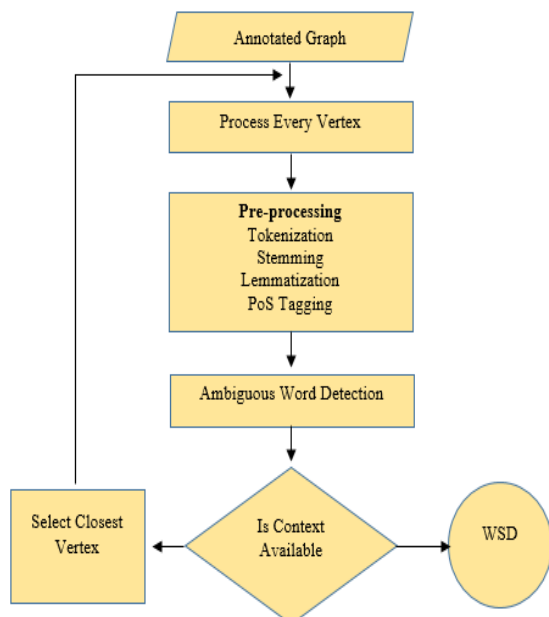 Annotated Graph
Process Every Vertex
Pre-processing
Tokenization
Stemming
Lemmatization
PoS Tagging
Ambiguous Word Detection
Select Closest
Vertex
Is Context
Available
WSD